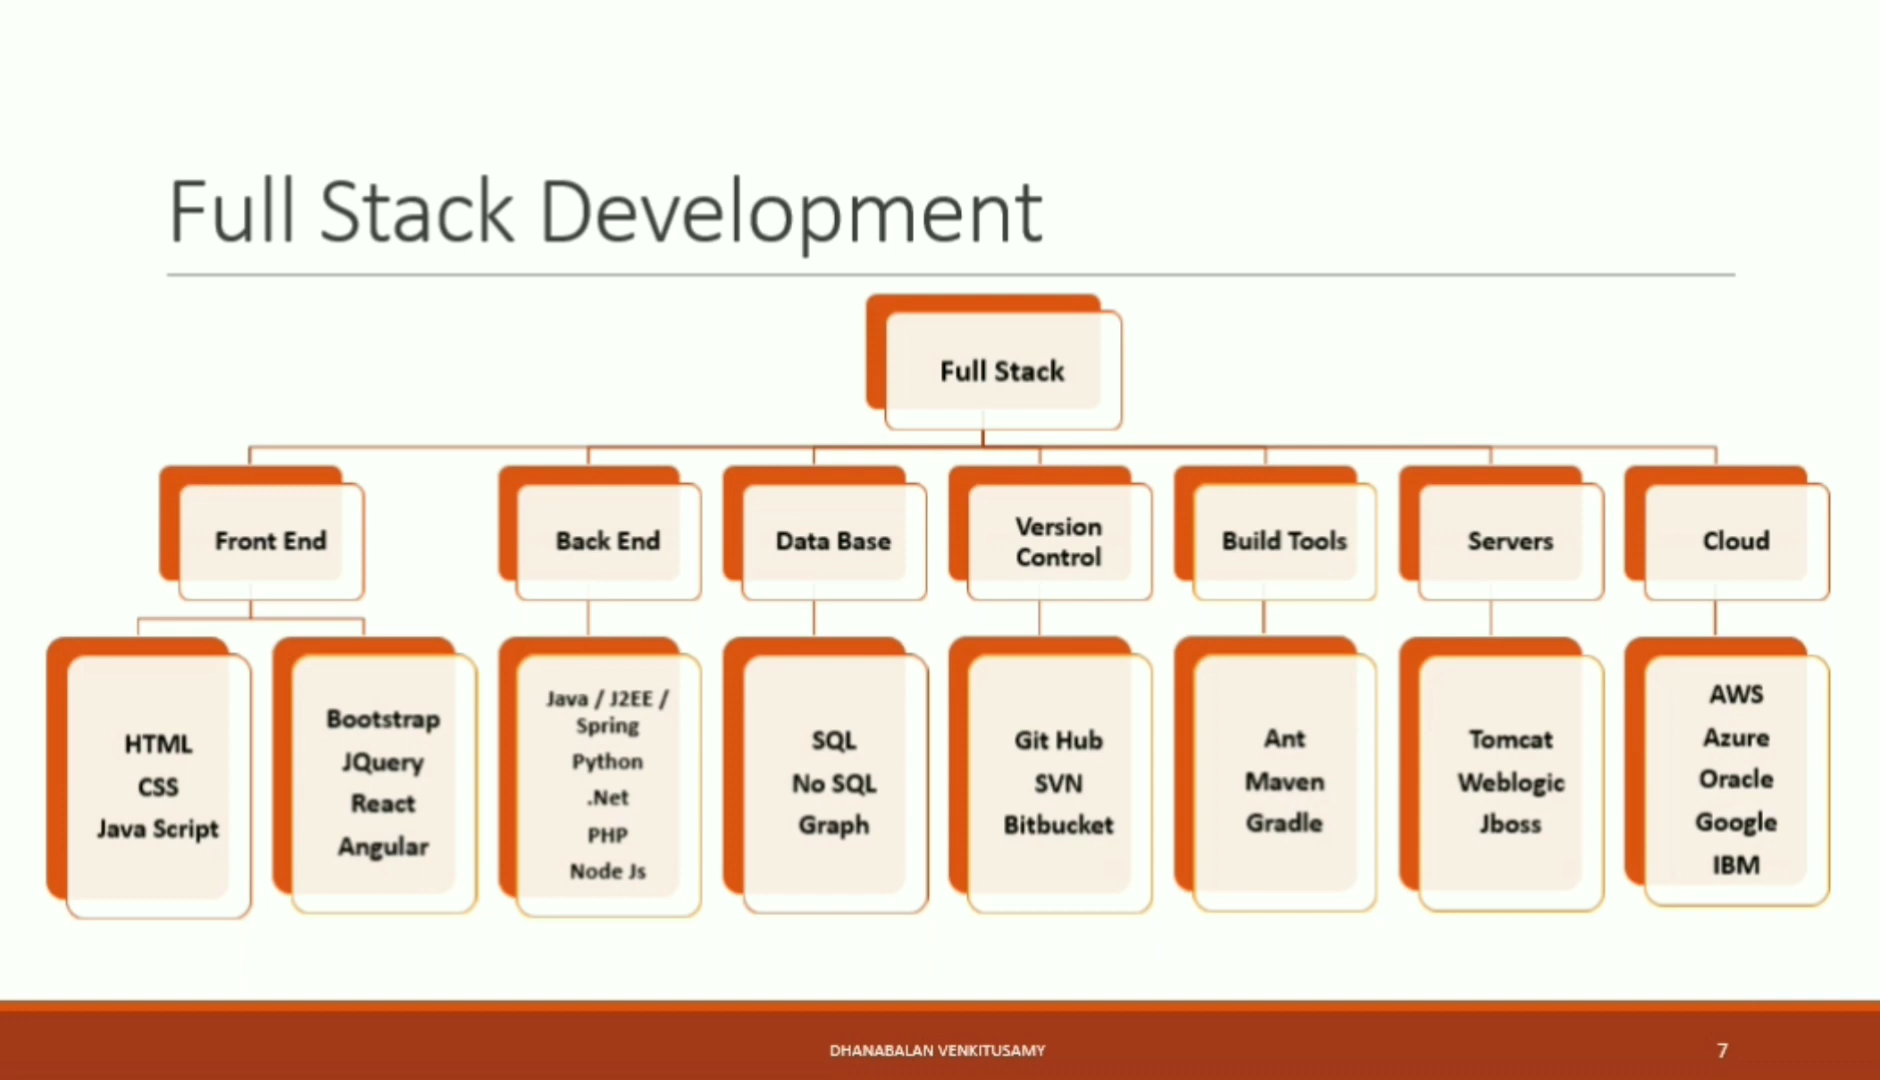 Full Stack Development
Full Stack
Front End
Back End
Data Base
Version
Control
Build Tools
Servers
Cloud
HTML
CSS
Java Script
Bootstrap
JQuery
React
Angular
Java / J2EE /
Spring
Python
.Net
PHP
Node Js
SQL
No SQL
Graph
Git Hub
SVN
Bitbucket
Ant
Maven
Gradle
Tomcat
Weblogic
Jboss
AWS
Azure
Oracle
Google
IBM
DHANABALAN VENKITUSAMY
7